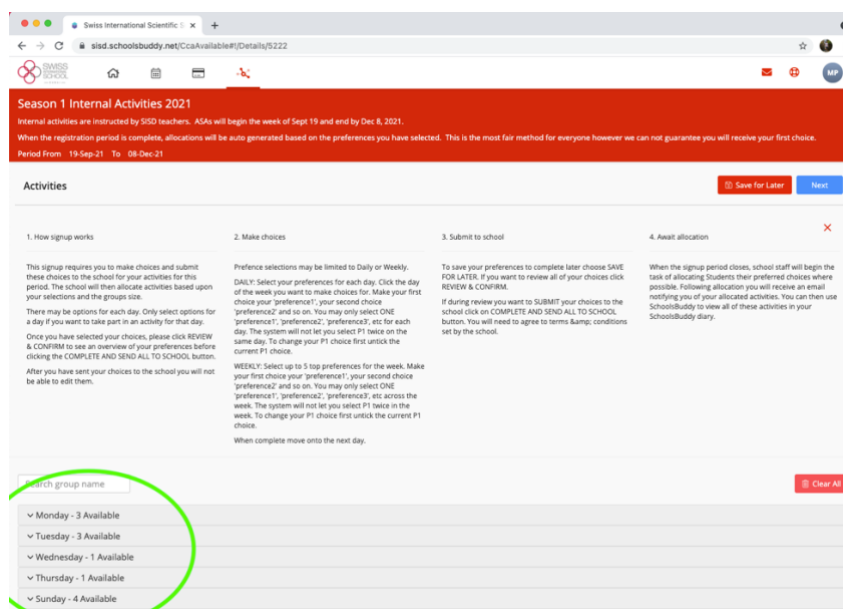 Swiss International Scientific S
sisd.schoolsbuddy.net/CcaAvailable#!/Details/5222
SWISS
SCHOOL
MP
Season 1 Internal Activities 2021
Internal activities are instructed by SISD teachers. ASAs will begin the week of Sept 19 and end by Dec 8, 2021.
When the registration period is complete, allocations will be auto generated based on the preferences you have selected. This is the most fair method for everyone however we can not guarantee you will receive your first choice.
Period From 19-Sep-21 To 08-Dec-21
Activities
Save for Later
Next
1. How signup works
This signup requires you to make choices and submit
these choices to the school for your activities for this
period. The school will then allocate activities based upon
your selections and the groups size.
There may be options for each day. Only select options for
a day if you want to take part in an activity for that day.
Once you have selected your choices, please click REVIEW
& CONFIRM to see an overview of your preferences before
clicking the COMPLETE AND SEND ALL TO SCHOOL button.
After you have sent your choices to the school you will not
be able to edit them.
2. Make choices
Prefence selections may be limited to Daily or Weekly.
DAILY: Select your preferences for each day. Click the day
of the week you want to make choices for. Make your first
choice your 'preference1', your second choice
'preference2' and so on. You may only select ONE
'preference1', 'preference2', 'preference3', etc for each
day. The system will not let you select P1 twice on the
same day. To change your P1 choice first untick the
current P1 choice.
WEEKLY: Select up to 5 top preferences for the week. Make
your first choice your 'preference1', your second choice
'preference2' and so on. You may only select ONE
'preference1', 'preference2', 'preference3', etc across the
week. The system will not let you select P1 twice in the
week. To change your P1 choice first untick the current P1
choice.
When complete move onto the next day.
3. Submit to school
To save your preferences to complete later choose SAVE
FOR LATER. If you want to review all of your choices click
REVIEW & CONFIRM.
If during review you want to SUBMIT your choices to the
school click on COMPLETE AND SEND ALL TO SCHOOL
button. You will need to agree to terms &amp; conditions
set by the school.
4. Await allocation
When the signup period closes, school staff will begin the
task of allocating Students their preferred choices where
possible. Following allocation you will receive an email
notifying you of your allocated activities. You can then use
SchoolsBuddy to view all of these activities in your
SchoolsBuddy diary.
Search group name
Clear All
Monday - 3 Available
Tuesday - 3 Available
Wednesday - 1 Available
Thursday - 1 Available
Sunday - 4 Available